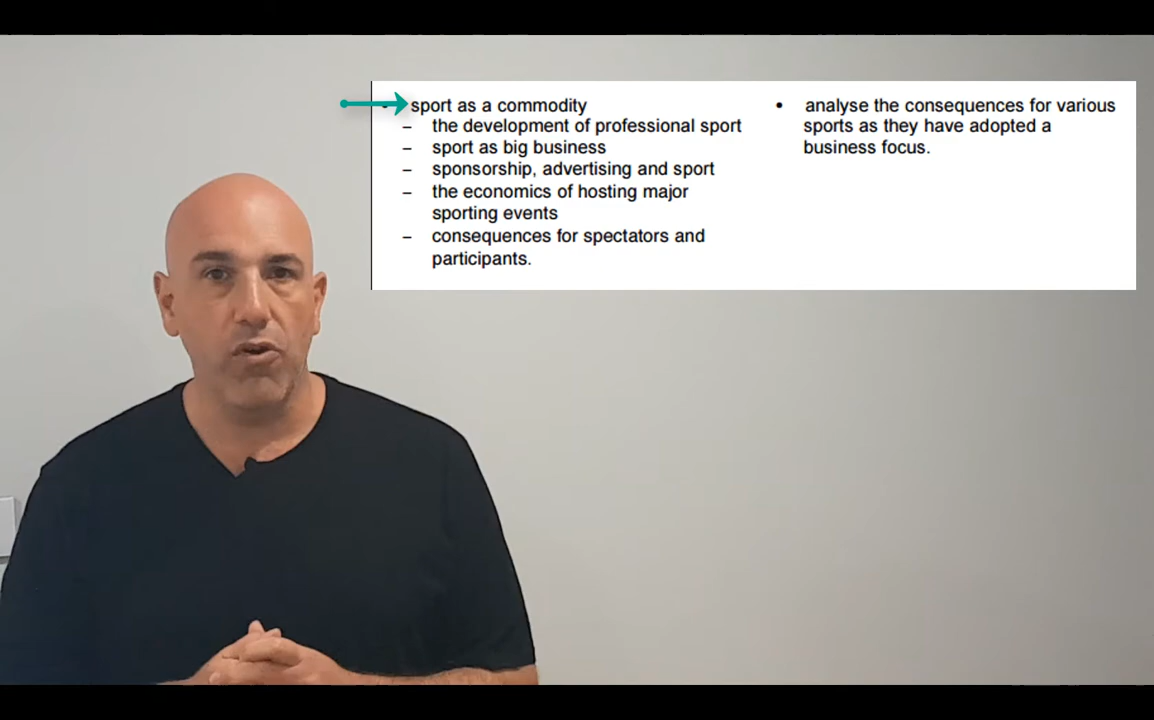 • sport as a commodity
– the development of professional sport
– sport as big business
– sponsorship, advertising and sport
– the economics of hosting major
sporting events
– consequences for spectators and
participants.
• analyse the consequences for various
sports as they have adopted a
business focus.